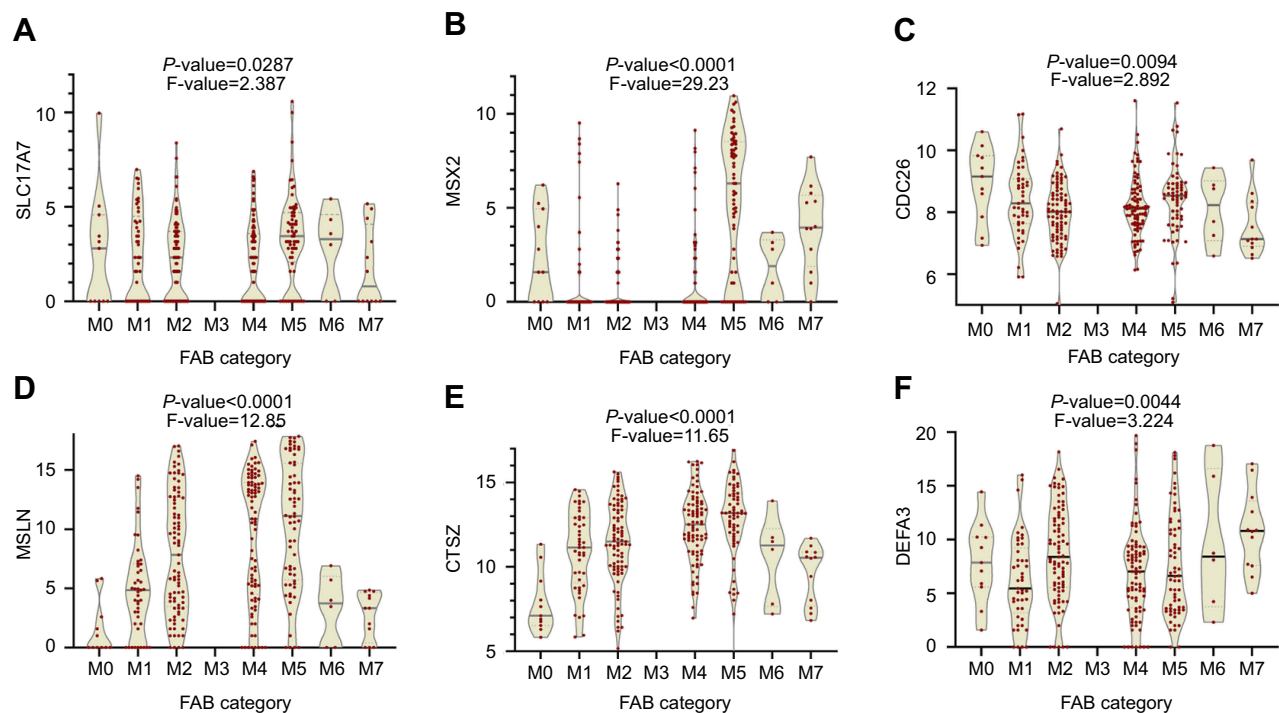 A
P-value=0.0287
F-value=2.387
SLC17A7
10
5
0
M0 M1 M2 M3 M4 M5 M6 M7
FAB category
B
P-value<0.0001
F-value=29.23
MSX2
10
5
0
M0 M1 M2 M3 M4 M5 M6 M7
FAB category
C
P-value=0.0094
F-value=2.892
CDC26
12
10
8
6
M0 M1 M2 M3 M4 M5 M6 M7
FAB category
D
P-value<0.0001
F-value=12.85
MSLN
15
10
5
0
M0 M1 M2 M3 M4 M5 M6 M7
FAB category
E
P-value<0.0001
F-value=11.65
CTSZ
15
10
5
M0 M1 M2 M3 M4 M5 M6 M7
FAB category
F
P-value=0.0044
F-value=3.224
DEFA3
20
15
10
5
0
M0 M1 M2 M3 M4 M5 M6 M7
FAB category